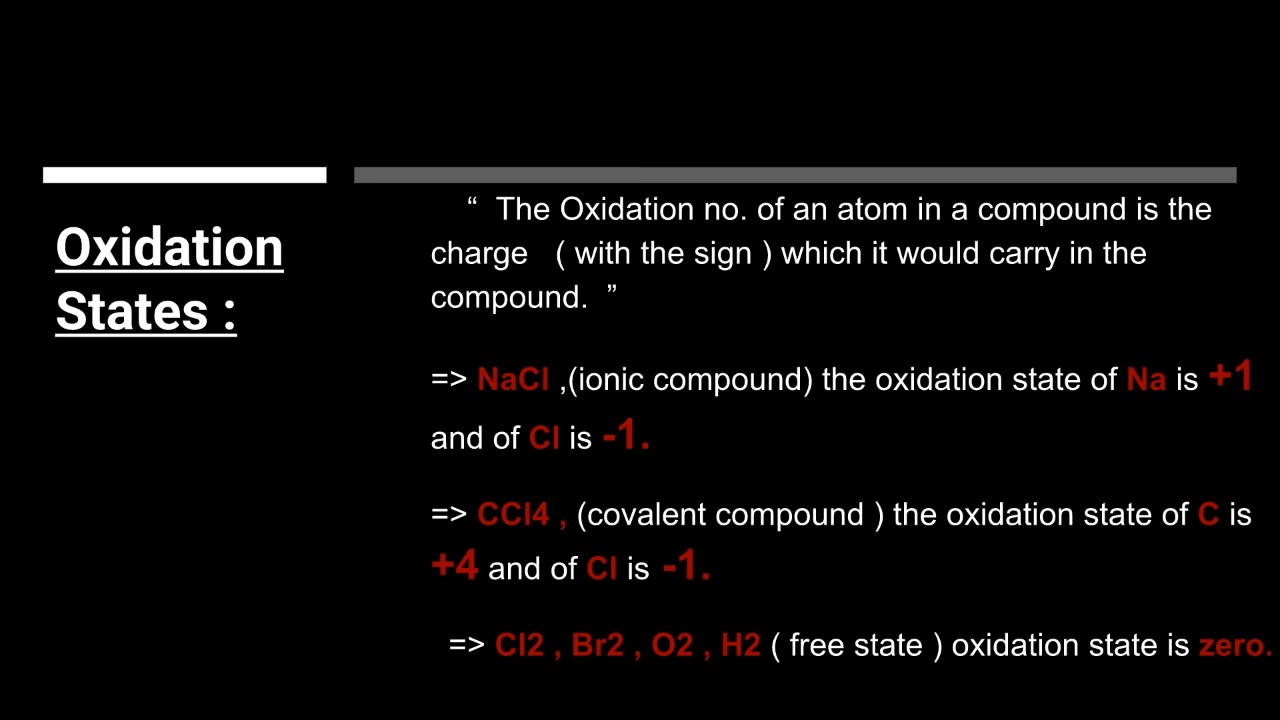 Oxidation
States :
“ The Oxidation no. of an atom in a compound is the
charge ( with the sign ) which it would carry in the
compound. ”
=> NaCl ,(ionic compound) the oxidation state of Na is +1
and of Cl is -1.
=> CCl4 , (covalent compound ) the oxidation state of C is
+4 and of Cl is -1.
=> Cl2 , Br2 , O2 , H2 ( free state ) oxidation state is zero.